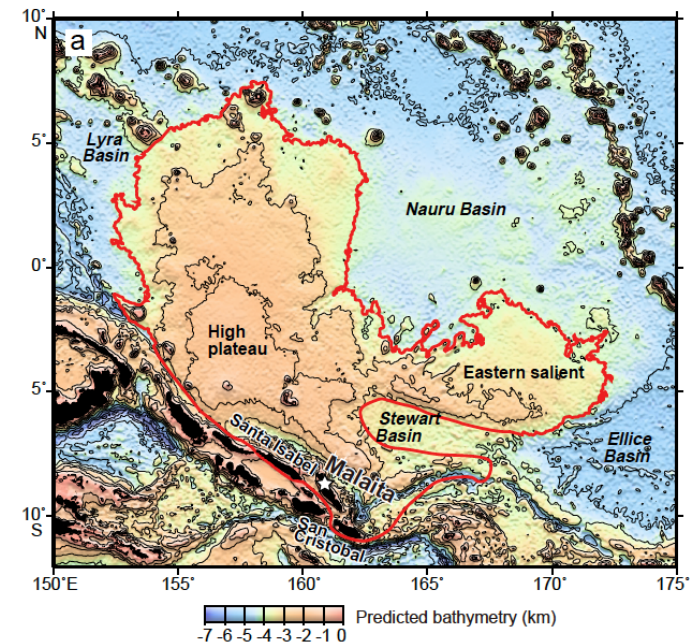 10°
N
a
5°
Lyra
Basin
Nauru Basin
0°
High
plateau
Eastern salient
5°
Stewart
Basin
Ellice
Basin
Santa Isabel
Malaita
10°
S
San
Cristobal
150°E
155°
160°
165°
170°
175°
Predicted bathymetry (km)
-7 -6 -5 -4 -3 -2 -1 0